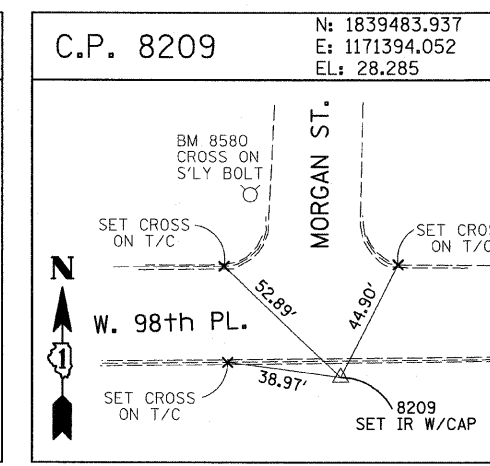 C.P. 8209
N: 1839483.937
E: 1171394.052
EL: 28.285
BM 8580
CROSS ON
S'LY BOLT
MORGAN ST.
SET CROSS
ON T/C
SET CROS
ON T/C
N
52.89'
44.90'
W. 98th PL.
1
38.97'
SET CROSS
ON T/C
8209
SET IR W/CAP